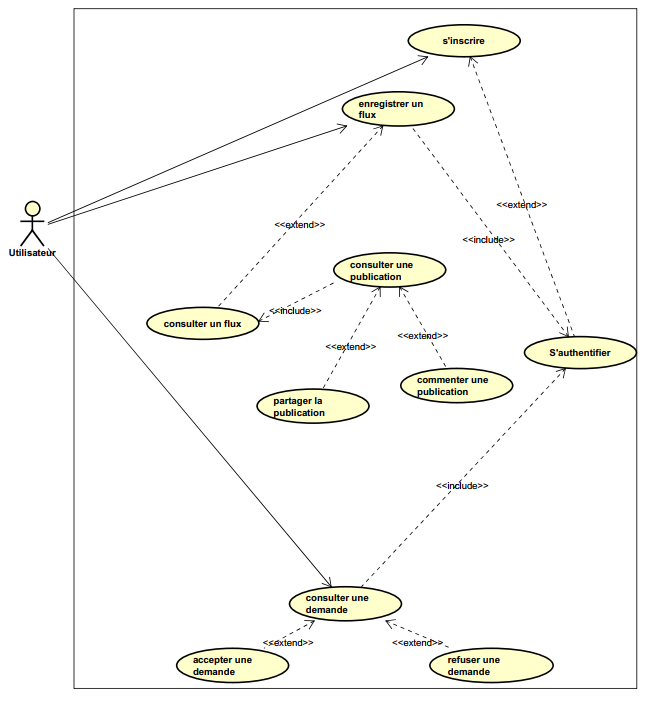 s'inscrire
enregistrer un
flux
<<extend>>
<<extend>>
<<include>>
Utilisateur
consulter une
publication
<<include>>
consulter un flux
<<extend>>
<<extend>>
S'authentifier
commenter une
publication
partager la
publication
<<include>>
consulter une
demande
<<extend>>
<<extend>>
accepter une
demande
refuser une
demande